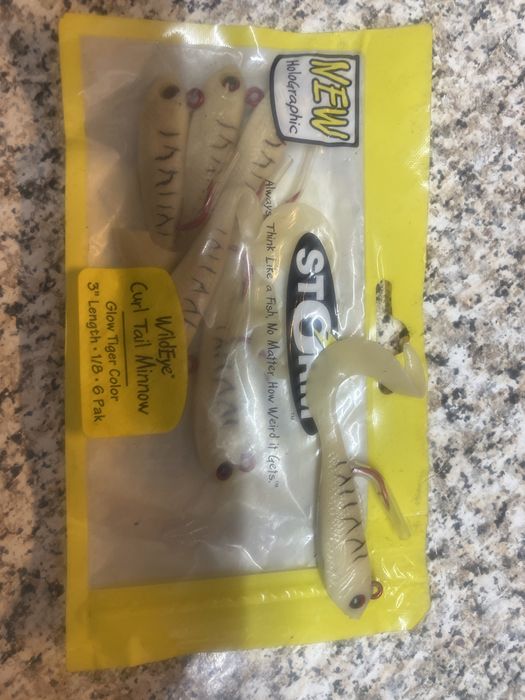 NEW
HoloGraphic
STORM
"Always Think Like a Fish, No Matter How Weird it Gets."
WildEye®
Curl Tail Minnow
Glow Tiger Color
3" Length • 1/8 • 6 Pak